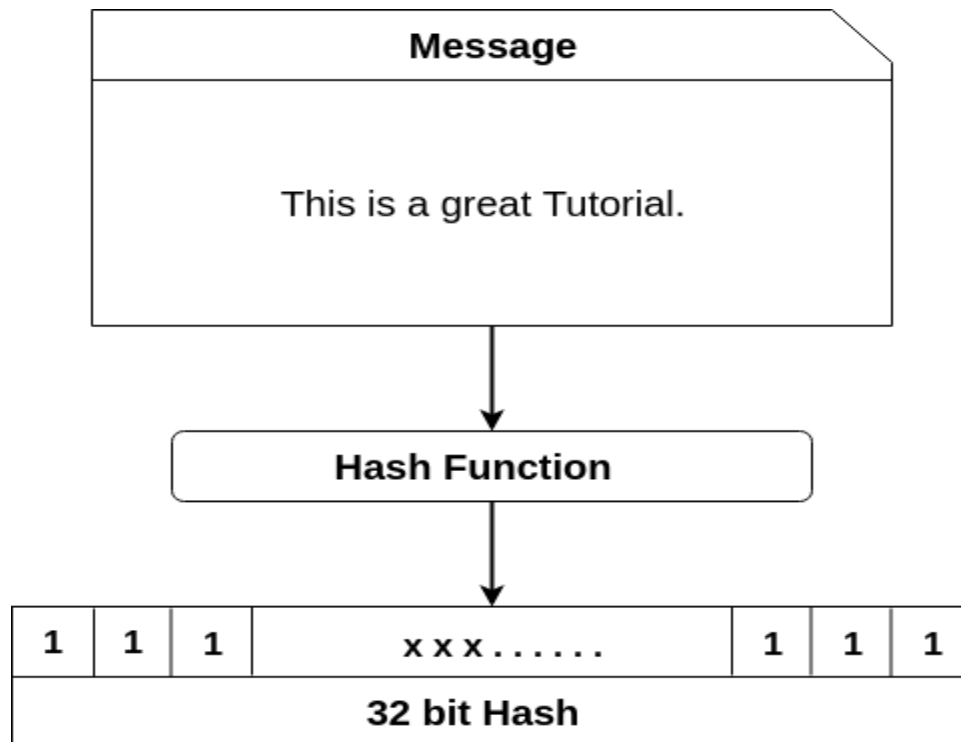 Message
This is a great Tutorial.
Hash Function
1 1 1 x x x . . . . . . 1 1 1
32 bit Hash